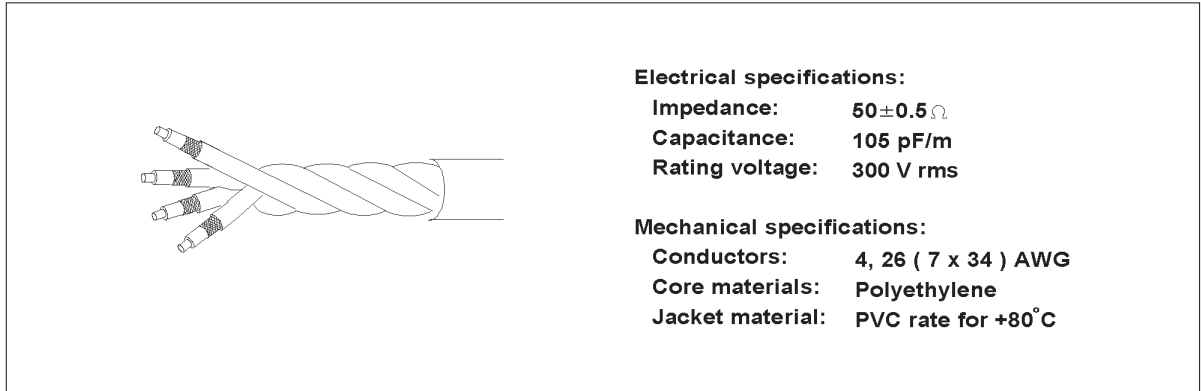 Electrical specifications:
Impedance: 50±0.5Ω
Capacitance: 105 pF/m
Rating voltage: 300 V rms
Mechanical specifications:
Conductors: 4, 26 ( 7 x 34 ) AWG
Core materials: Polyethylene
Jacket material: PVC rate for +80°C